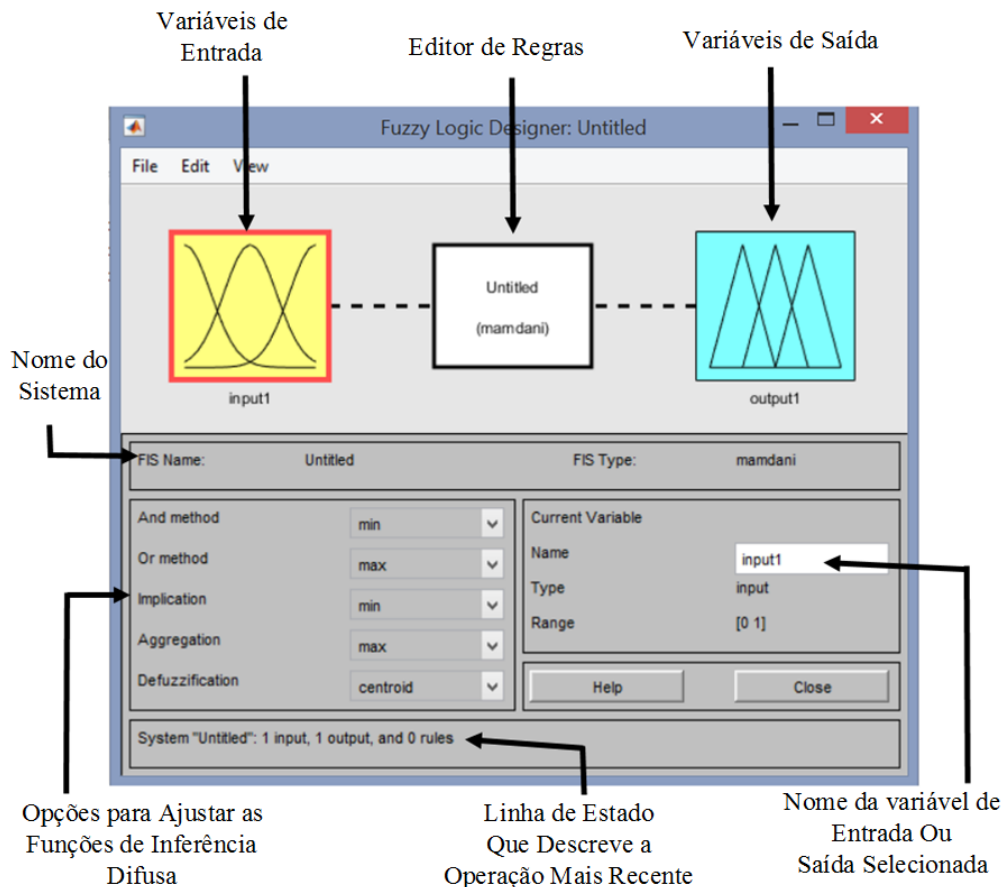 Variáveis de
Entrada
Editor de Regras
Variáveis de Saída
Fuzzy Logic Designer: Untitled
File Edit View
Untitled
(mamdani)
input1
output1
Nome do
Sistema
FIS Name: Untitled FIS Type: mamdani
And method min
Or method max
Implication min
Aggregation max
Defuzzification centroid
Current Variable
Name input1
Type input
Range [0 1]
Help Close
System "Untitled": 1 input, 1 output, and 0 rules
Opções para Ajustar as
Funções de Inferência
Difusa
Linha de Estado
Que Descreve a
Operação Mais Recente
Nome da variável de
Entrada Ou
Saída Selecionada